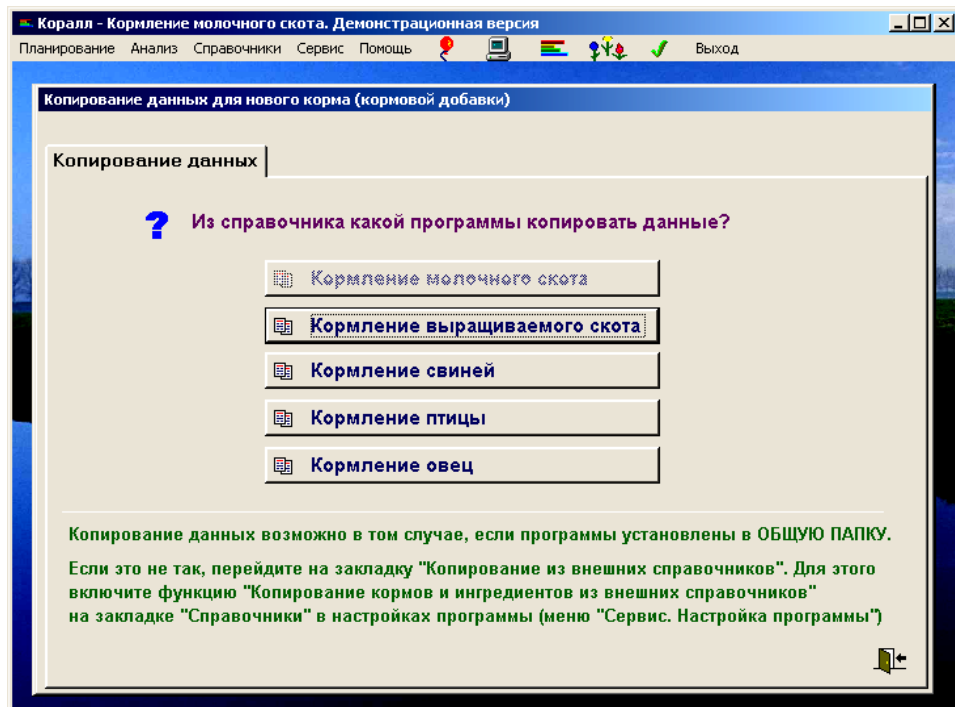 Коралл - Кормление молочного скота. Демонстрационная версия
Планирование Анализ Справочники Сервис Помощь Выход
Копирование данных для нового корма (кормовой добавки)
Копирование данных
? Из справочника какой программы копировать данные?
Кормление молочного скота
Кормление выращиваемого скота
Кормление свиней
Кормление птицы
Кормление овец
Копирование данных возможно в том случае, если программы установлены в ОБЩУЮ ПАПКУ.
Если это не так, перейдите на закладку "Копирование из внешних справочников". Для этого
включите функцию "Копирование кормов и ингредиентов из внешних справочников"
на закладке "Справочники" в настройках программы (меню "Сервис. Настройка программы")